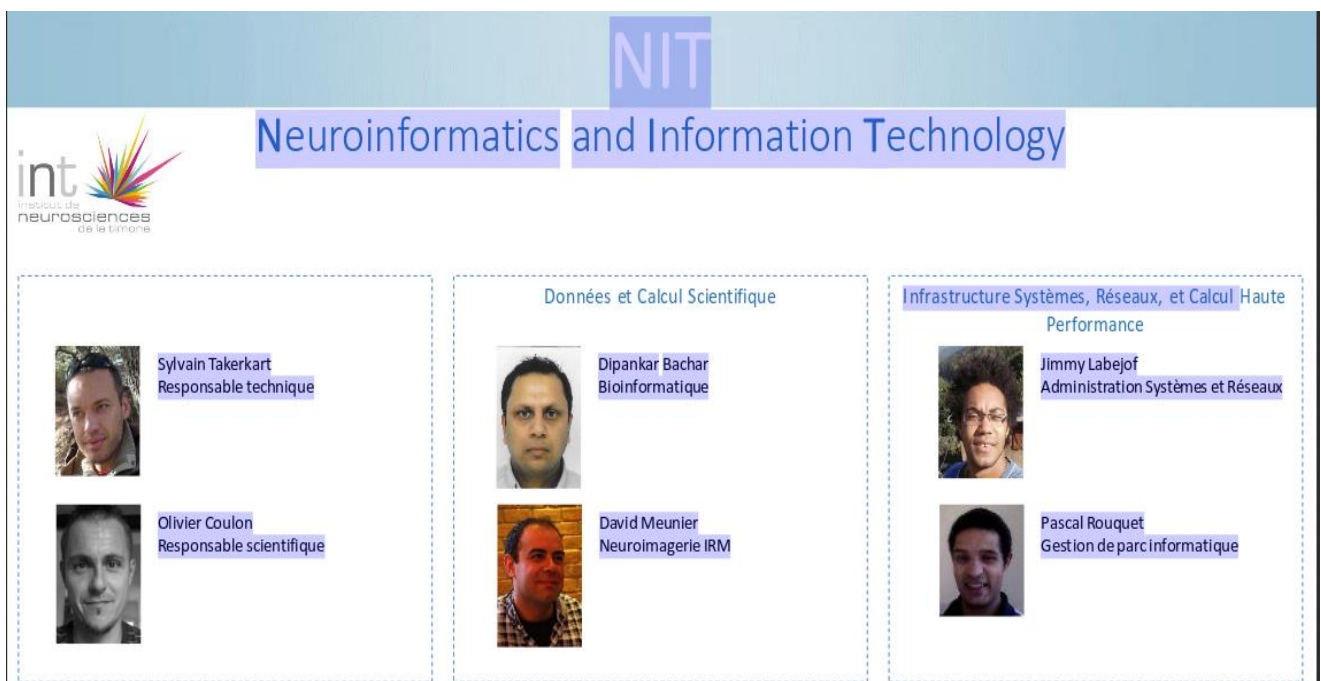 NIT
Neuroinformatics and Information Technology
int
institut de
neurosciences
de la timone
Sylvain Takerkart
Responsable technique
Olivier Coulon
Responsable scientifique
Données et Calcul Scientifique
Dipankar Bachar
Bioinformatique
David Meunier
Neuroimagerie IRM
Infrastructure Systèmes, Réseaux, et Calcul Haute
Performance
Jimmy Labejof
Administration Systèmes et Réseaux
Pascal Rouquet
Gestion de parc informatique